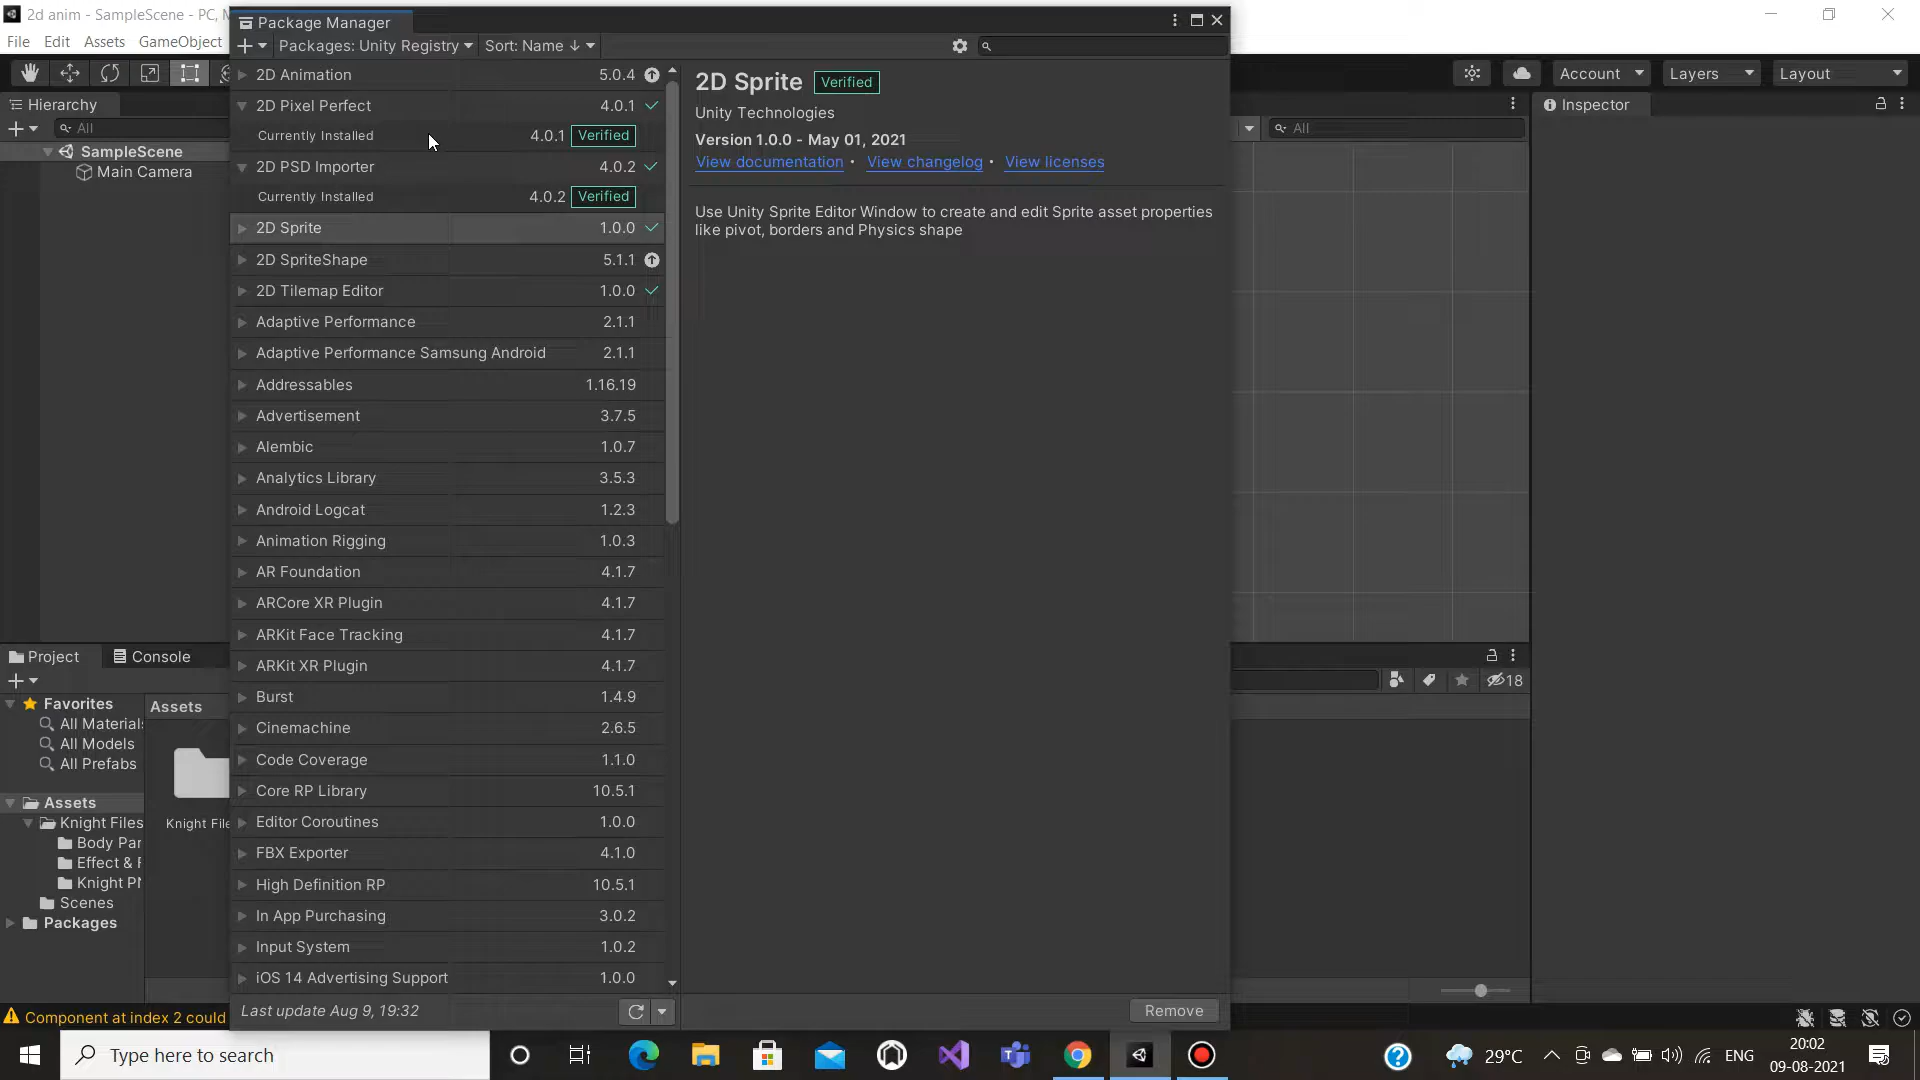 2d anim - SampleScene - PC, M
File Edit Assets GameObject
Package Manager
Packages: Unity Registry
Sort: Name ↓
Account
Layers
Layout
Hierarchy
All
SampleScene
Main Camera
2D Animation 5.0.4
2D Pixel Perfect 4.0.1
Currently Installed 4.0.1 Verified
2D PSD Importer 4.0.2
Currently Installed 4.0.2 Verified
2D Sprite 1.0.0
2D SpriteShape 5.1.1
2D Tilemap Editor 1.0.0
Adaptive Performance 2.1.1
Adaptive Performance Samsung Android 2.1.1
Addressables 1.16.19
Advertisement 3.7.5
Alembic 1.0.7
Analytics Library 3.5.3
Android Logcat 1.2.3
Animation Rigging 1.0.3
AR Foundation 4.1.7
ARCore XR Plugin 4.1.7
ARKit Face Tracking 4.1.7
ARKit XR Plugin 4.1.7
Burst 1.4.9
Cinemachine 2.6.5
Code Coverage 1.1.0
Core RP Library 10.5.1
Editor Coroutines 1.0.0
FBX Exporter 4.1.0
High Definition RP 10.5.1
In App Purchasing 3.0.2
Input System 1.0.2
iOS 14 Advertising Support 1.0.0
Last update Aug 9, 19:32
2D Sprite Verified
Unity Technologies
Version 1.0.0 - May 01, 2021
View documentation • View changelog • View licenses
Use Unity Sprite Editor Window to create and edit Sprite asset properties
like pivot, borders and Physics shape
Remove
All
Inspector
Project Console
Favorites
All Material
All Models
All Prefabs
Assets
Knight Files
Body Par
Effect & F
Knight PN
Scenes
Packages
Assets
Knight File
18
Component at index 2 could
Type here to search
29°C
ENG
20:02
09-08-2021